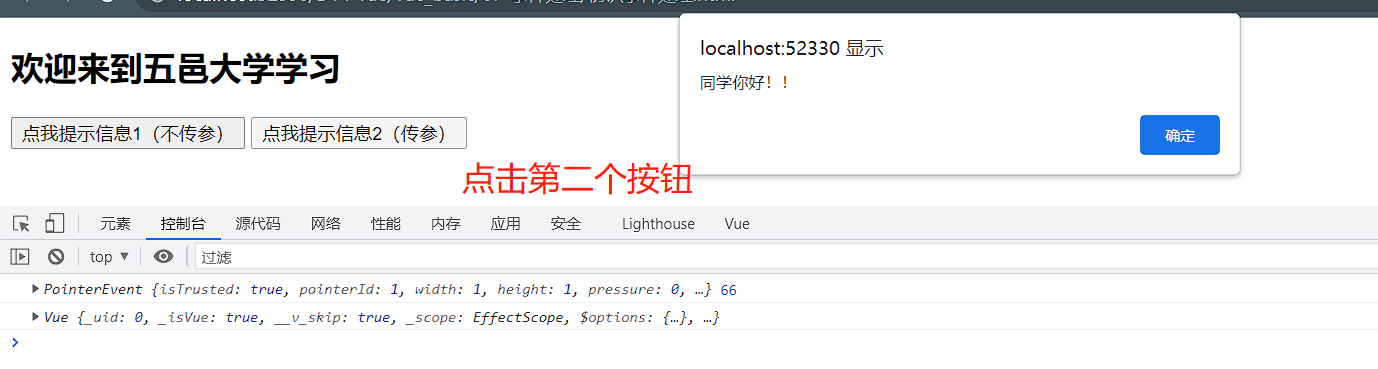 欢迎来到五邑大学学习
点我提示信息1（不传参） 点我提示信息2（传参）
localhost:52330 显示
同学你好！！
确定
点击第二个按钮
元素 控制台 源代码 网络 性能 内存 应用 安全 Lighthouse Vue
top ▼ 过滤
PointerEvent {isTrusted: true, pointerId: 1, width: 1, height: 1, pressure: 0, …} 66
Vue {_uid: 0, _isVue: true, __v_skip: true, _scope: EffectScope, $options: {…}, …}